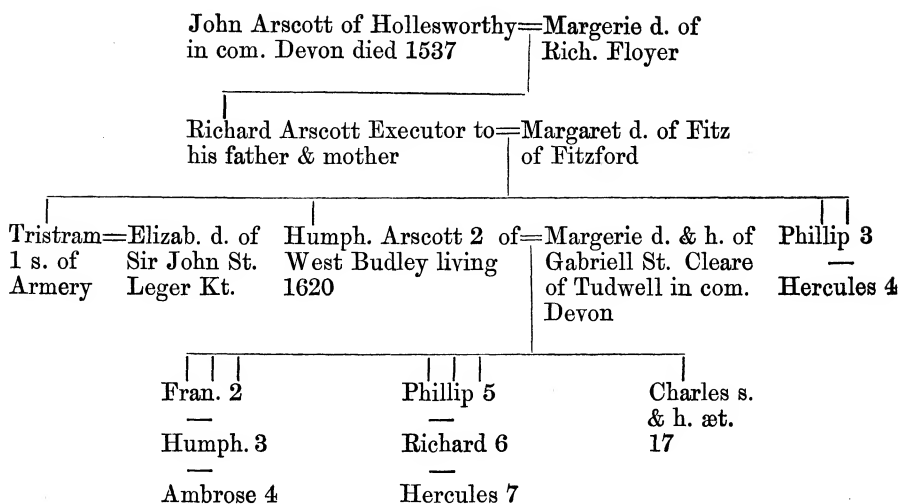 John Arscott of Hollesworthy=Margerie d. of
in com. Devon died 1537 Rich. Floyer
Richard Arscott Executor to=Margaret d. of Fitz
his father & mother of Fitzford
Tristram=Elizab. d. of Humph. Arscott 2 of=Margerie d. & h. of Phillip 3
1 s. of Sir John St. West Budley living Gabriell St. Cleare —
Armery Leger Kt. 1620 of Tudwell in com. Hercules 4
Devon
Fran. 2 Phillip 5 Charles s.
— — & h. æt.
Humph. 3 Richard 6 17
— —
Ambrose 4 Hercules 7